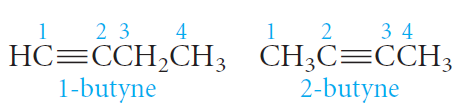 1 2 3 4 1 2 3 4
HC≡CCH₂CH₃ CH₃C≡CCH₃
1-butyne 2-butyne